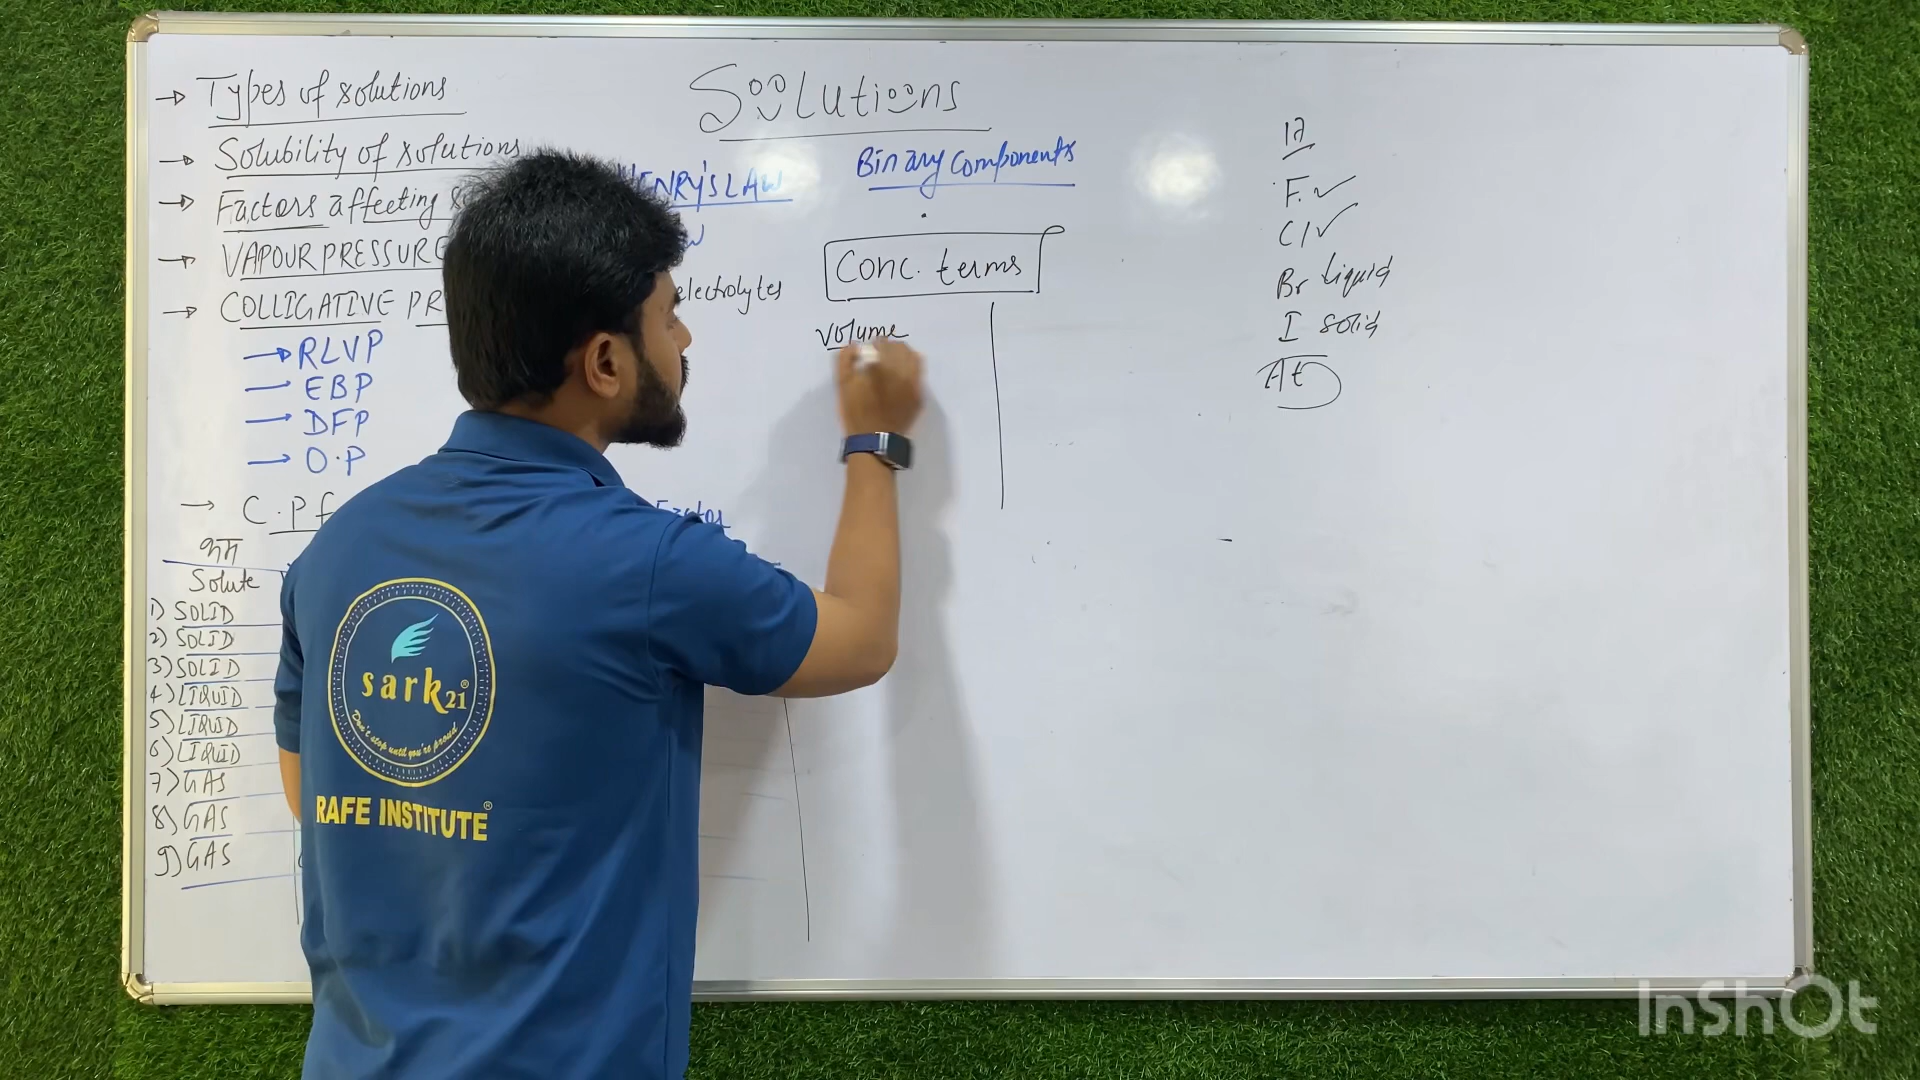 Solutions
→ Types of solutions
→ Solubility of solutions
→ Factors affecting
HENRY'S LAW
Binary components
→ VAPOUR PRESSURE
→ COLLIGATIVE PR
electrolytes
→ RLVP
→ EBP
→ DFP
→ O.P
→ C.P f
Factor
Solute
1) SOLID
2) SOLID
3) SOLID
4) LIQUID
5) LIQUID
6) LIQUID
7) GAS
8) GAS
9) GAS
Conc. terms
Volume
17
F. ✓
Cl ✓
Br liquid
I solid
At
sark21®
Don't stop until you're proud
RAFE INSTITUTE®
InShOt